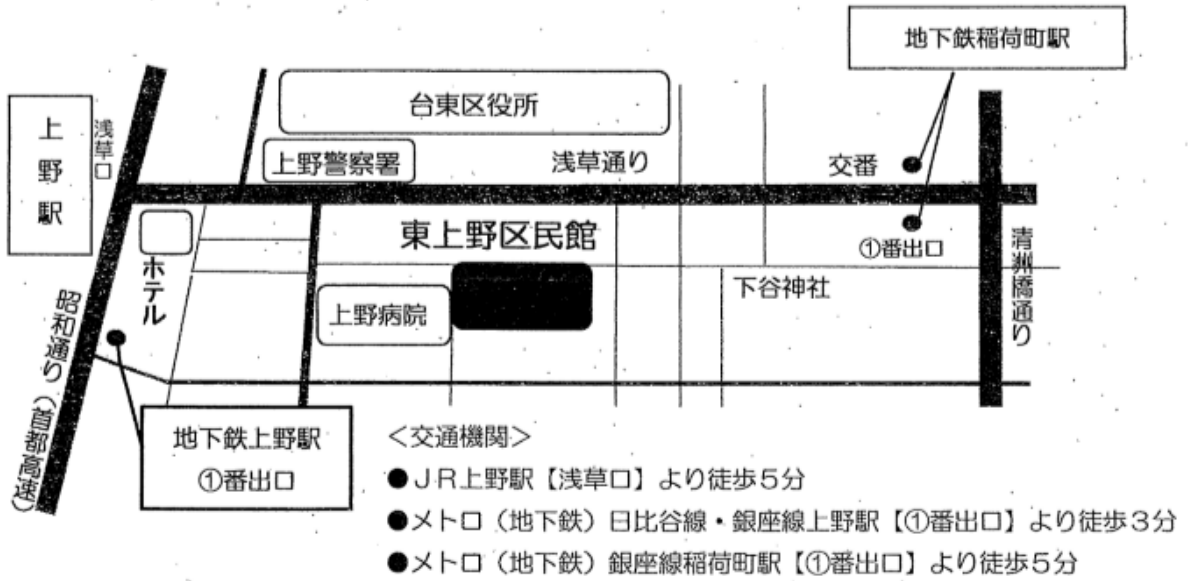 地下鉄稲荷町駅
上野駅
浅草口
台東区役所
上野警察署
浅草通り
交番
東上野区民館
①番出口
ホテル
上野病院
下谷神社
清洲橋通り
昭和通り(首都高速)
地下鉄上野駅
①番出口
<交通機関>
●JR上野駅【浅草口】より徒歩5分
●メトロ(地下鉄)日比谷線・銀座線上野駅【①番出口】より徒歩3分
●メトロ(地下鉄)銀座線稲荷町駅【①番出口】より徒歩5分